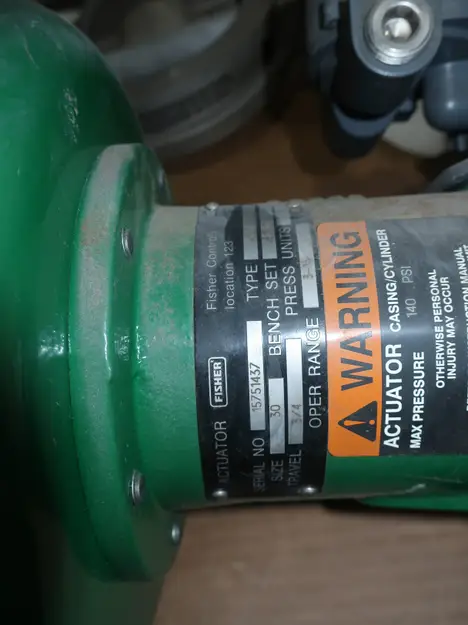 Fisher Controls
location 123
ACTUATOR FISHER
SERIAL NO 15751437 TYPE
SIZE 30 BENCH SET
TRAVEL 3/4 PRESS UNITS
OPER RANGE
WARNING
ACTUATOR CASING/CYLINDER
MAX PRESSURE 140 PSI
OTHERWISE PERSONAL
INJURY MAY OCCUR